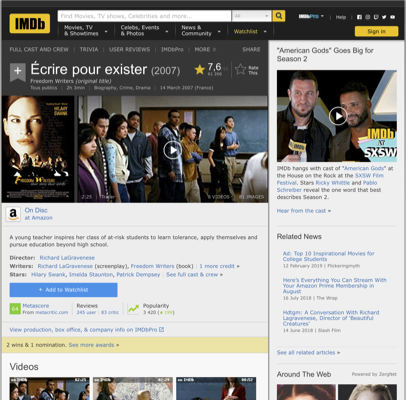 IMDb
Find Movies, TV shows, Celebrities and more...
All
IMDbPro
Help
Movies, TV
& Showtimes
Celebs, Events
& Photos
News &
Community
Watchlist
Sign in
FULL CAST AND CREW | TRIVIA | USER REVIEWS | IMDbPro | MORE
SHARE
Écrire pour exister (2007)
Freedom Writers (original title)
Tous publics | 2h 3min | Biography, Crime, Drama | 14 March 2007 (France)
7,6
Rate
This
HILARY
SWANK
FREEDOM WRITERS
2:25 | Trailer
6 VIDEOS
81 IMAGES
On Disc
at Amazon
A young teacher inspires her class of at-risk students to learn tolerance, apply themselves and
pursue education beyond high school.
Director: Richard LaGravenese
Writers: Richard LaGravenese (screenplay), Freedom Writers (book) | 1 more credit »
Stars: Hilary Swank, Imelda Staunton, Patrick Dempsey | See full cast & crew »
+ Add to Watchlist
64
Metascore
From metacritic.com
Reviews
245 user | 83 critic
Popularity
3 420
View production, box office, & company info on IMDbPro
2 wins & 1 nomination. See more awards »
Videos
"American Gods" Goes Big for
Season 2
IMDb
AT
SXSW
IMDb hangs with cast of "American Gods" at
the House on the Rock at the SXSW Film
Festival. Stars Ricky Whittle and Pablo
Schreiber reveal the one word that best
describes Season 2.
Hear from the cast »
Related News
Ad: Top 10 Inspirational Movies for
College Students
12 February 2019 | Flickeringmyth
Here's Everything You Can Stream With
Your Amazon Prime Membership in
August
16 July 2018 | The Wrap
Hdtgm: A Conversation With Richard
Lagravenese, Director of 'Beautiful
Creatures'
14 June 2018 | Slash Film
See all related articles »
Around The Web
Powered by ZergNet